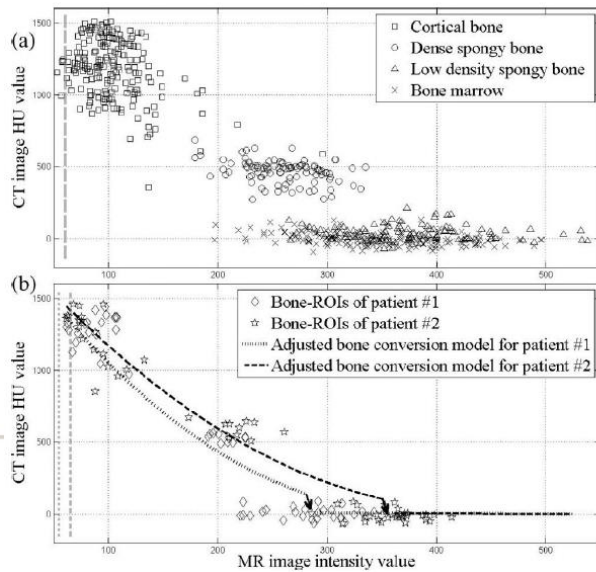 (a)
Cortical bone
Dense spongy bone
Low density spongy bone
Bone marrow
CT image HU value
1500
1000
500
0
100
200
300
400
500
(b)
Bone-ROIs of patient #1
Bone-ROIs of patient #2
Adjusted bone conversion model for patient #1
Adjusted bone conversion model for patient #2
CT image HU value
1500
1000
500
0
100
200
300
400
500
MR image intensity value